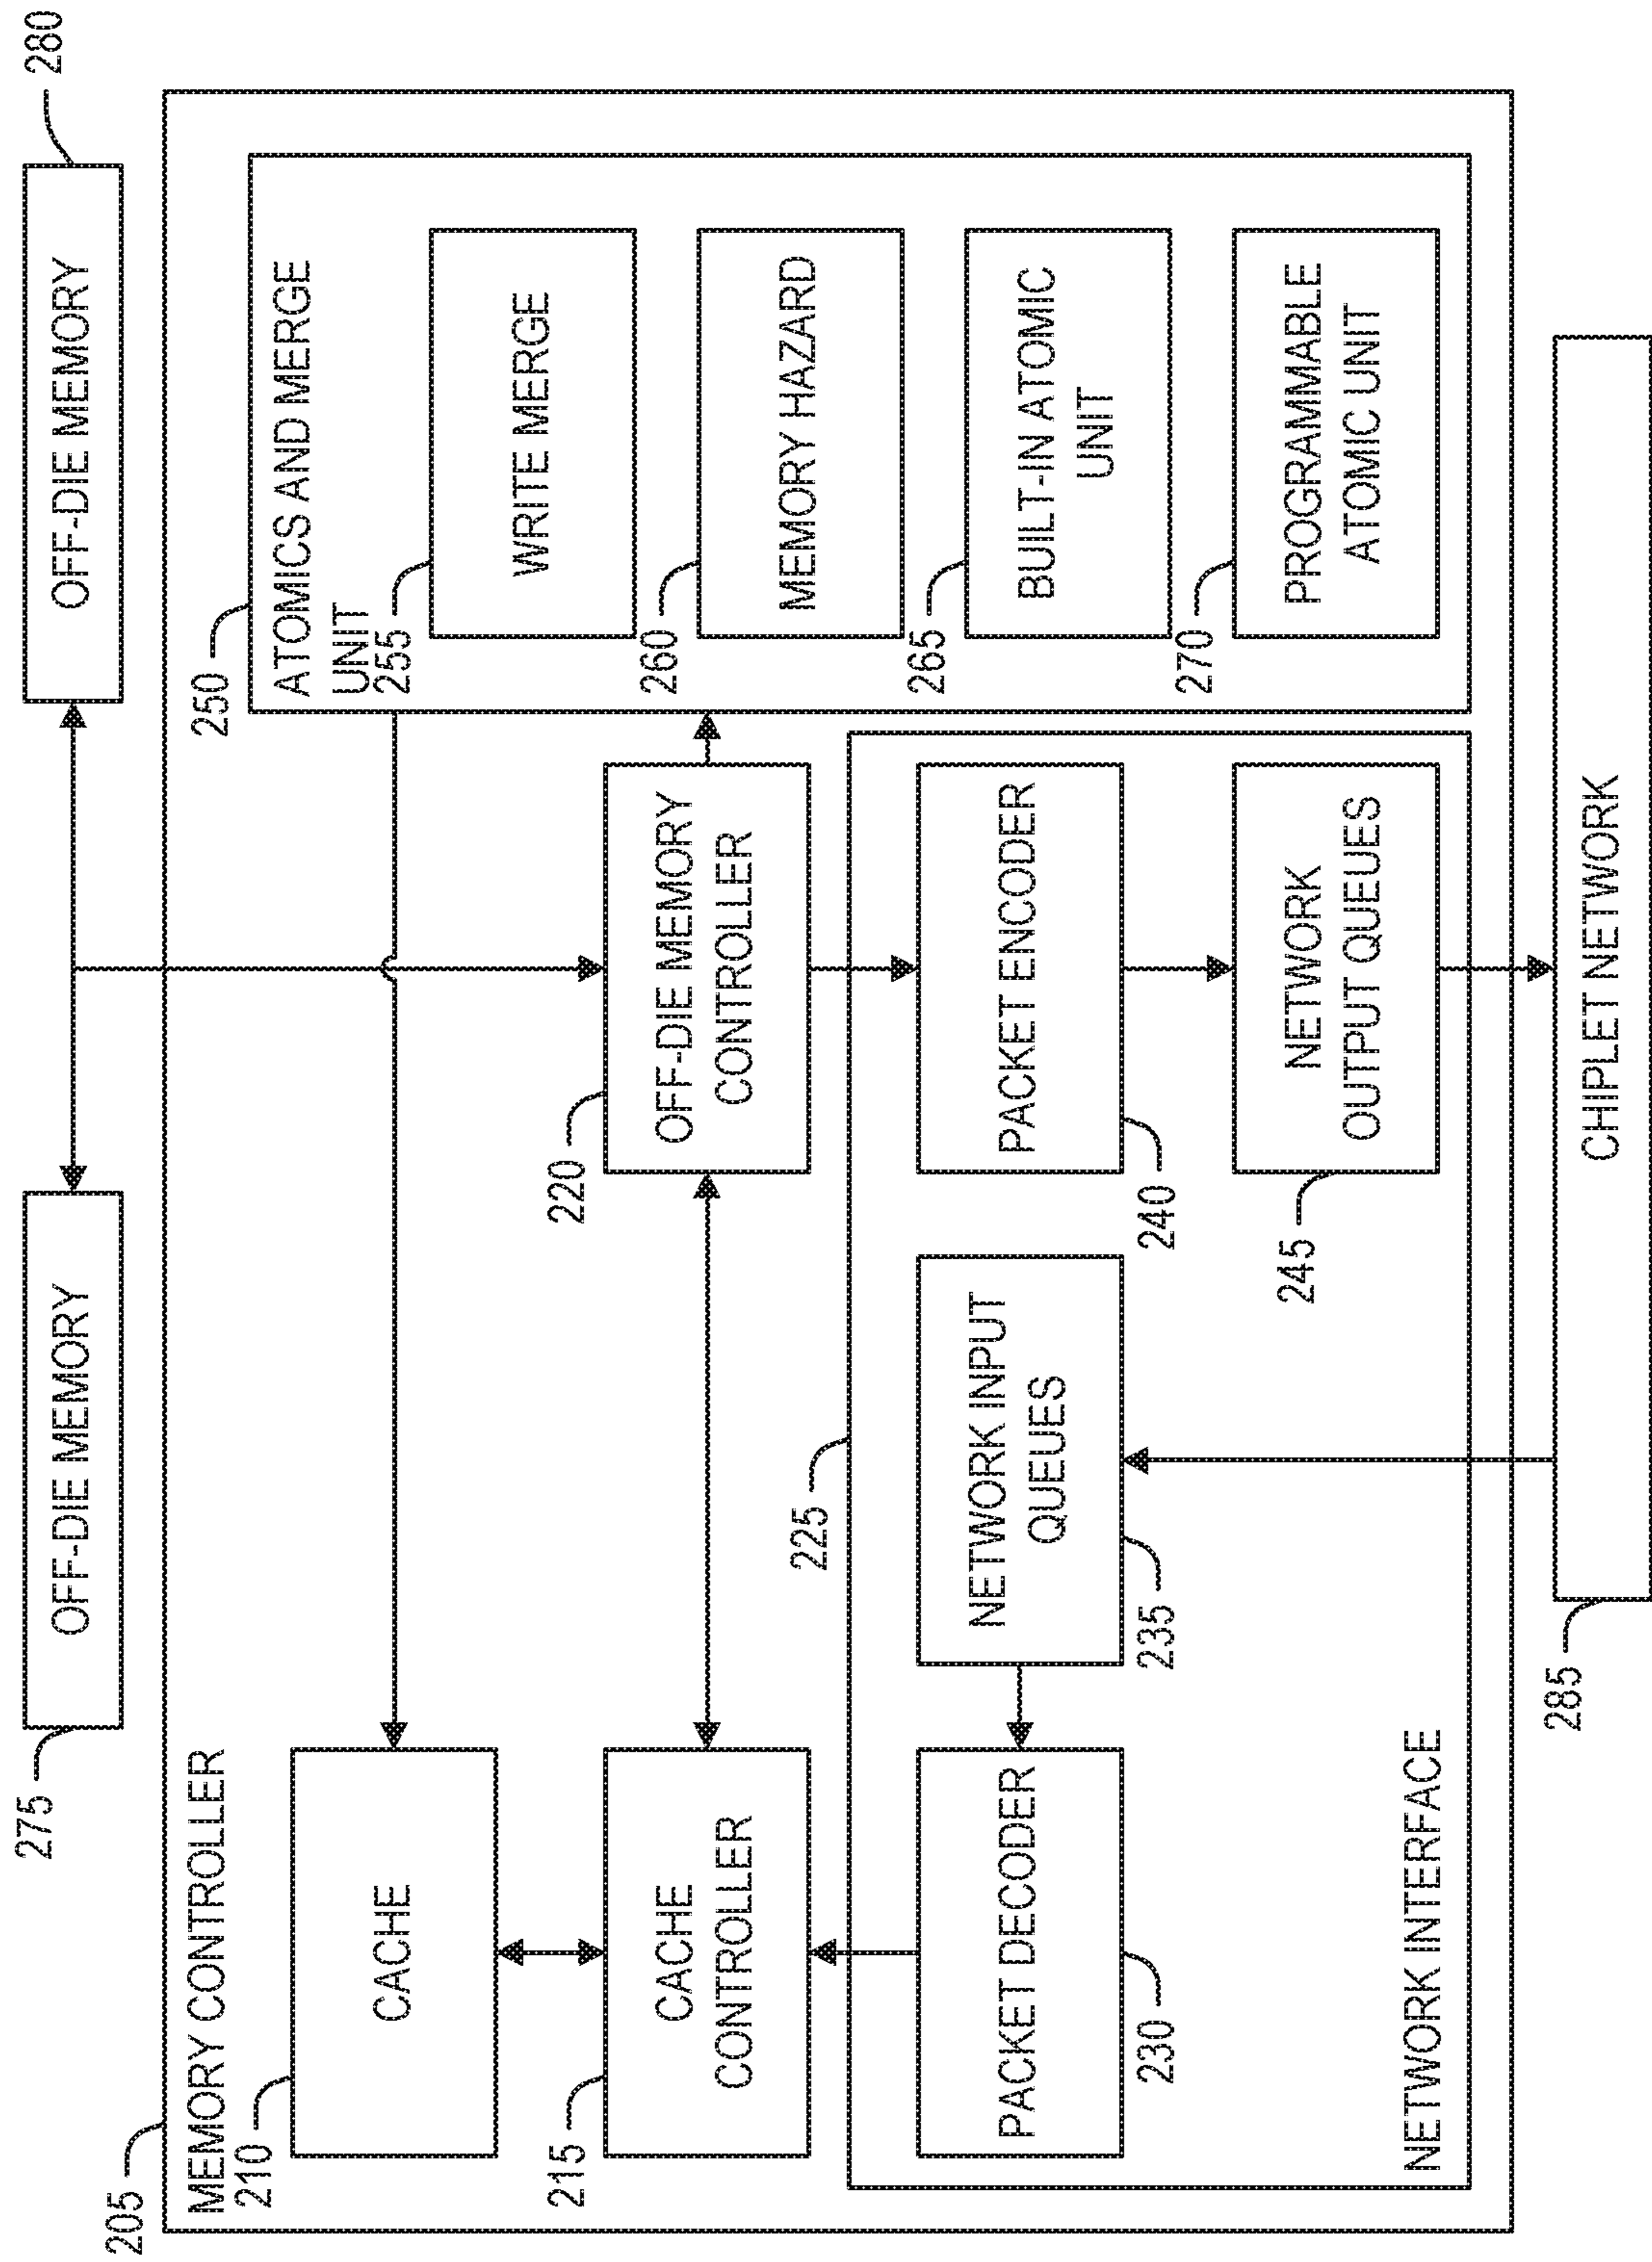 275
OFF-DIE MEMORY
OFF-DIE MEMORY
280
205
MEMORY CONTROLLER
210
CACHE
250
ATOMICS AND MERGE
UNIT
255
WRITE MERGE
215
CACHE
CONTROLLER
220
OFF-DIE MEMORY
CONTROLLER
260
MEMORY HAZARD
225
PACKET DECODER
230
NETWORK INPUT
QUEUES
235
PACKET ENCODER
240
265
BUILT-IN ATOMIC
UNIT
NETWORK INTERFACE
245
NETWORK
OUTPUT QUEUES
270
PROGRAMMABLE
ATOMIC UNIT
285
CHIPLET NETWORK